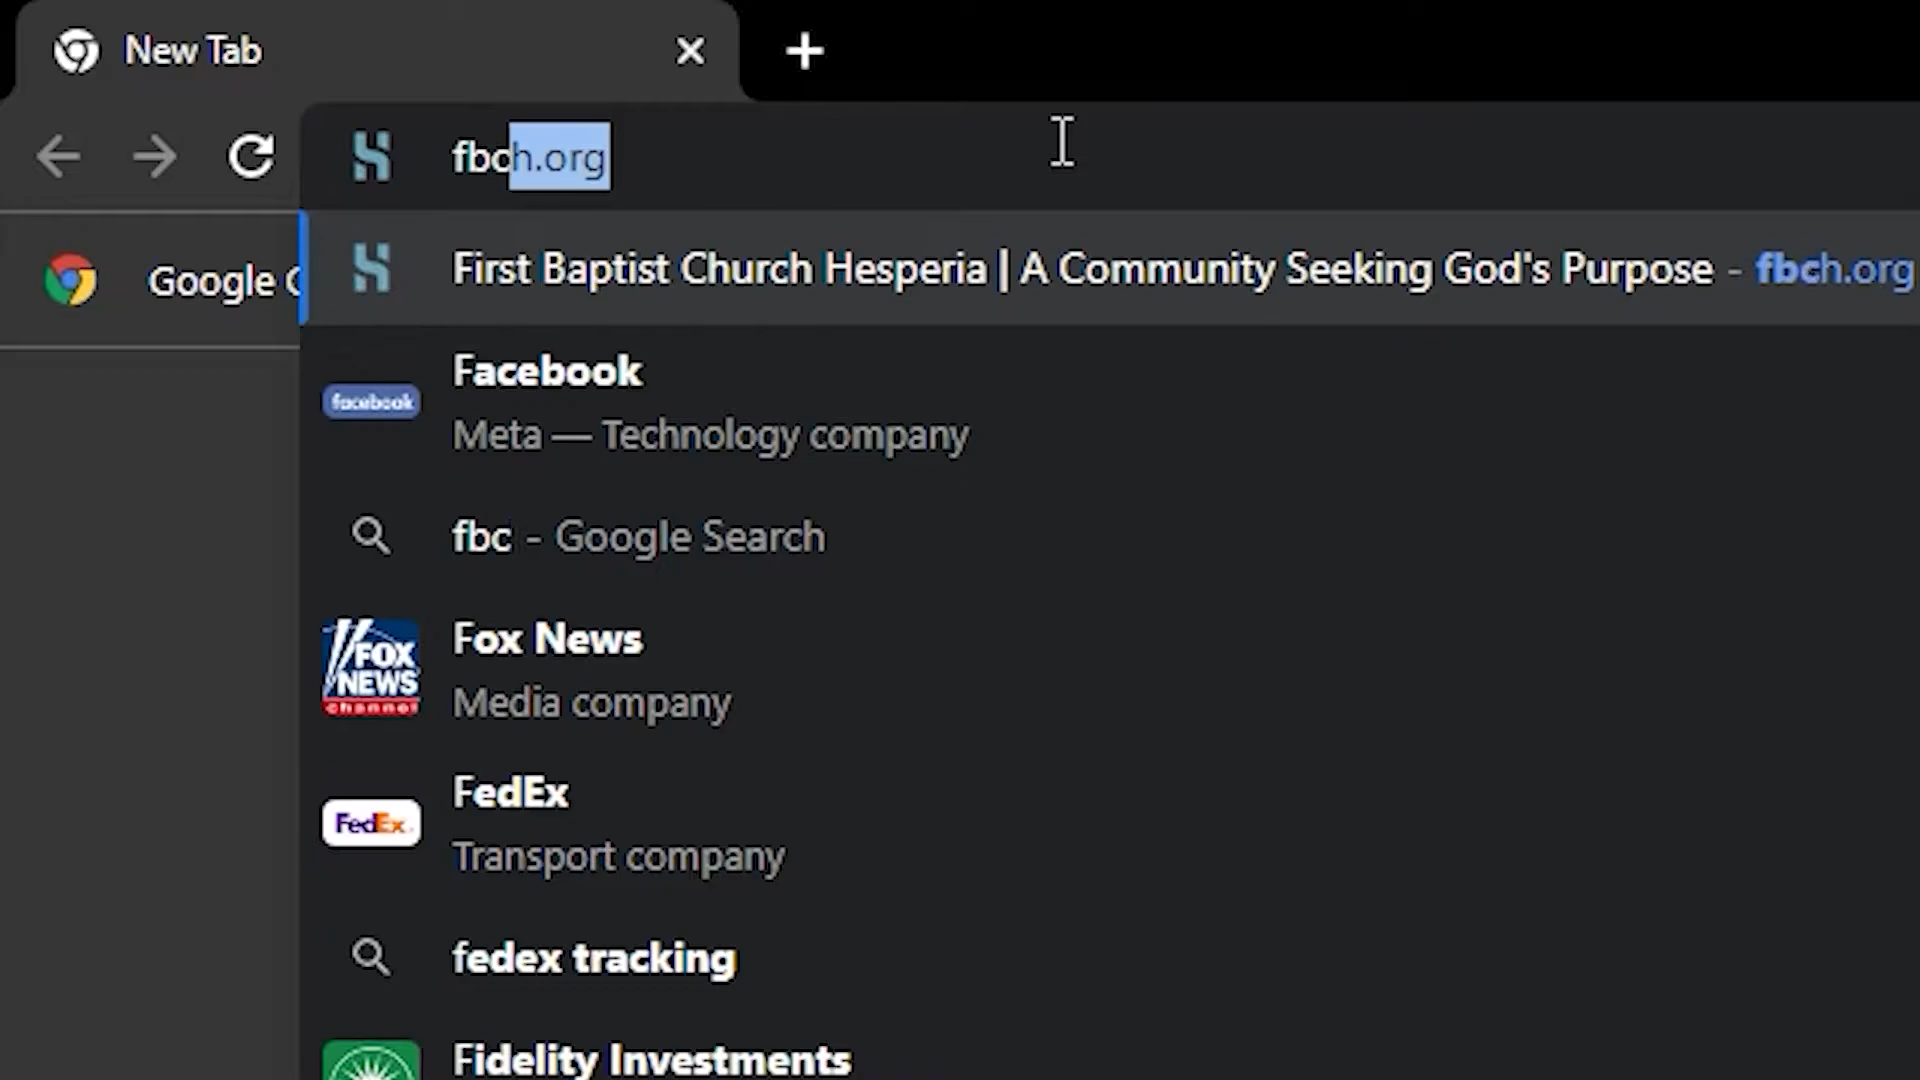 New Tab
fbch.org
Google
First Baptist Church Hesperia | A Community Seeking God's Purpose - fbch.org
Facebook
facebook
Meta — Technology company
fbc - Google Search
Fox News
FOX
NEWS
channel
Media company
FedEx
FedEx
Transport company
fedex tracking
Fidelity Investments